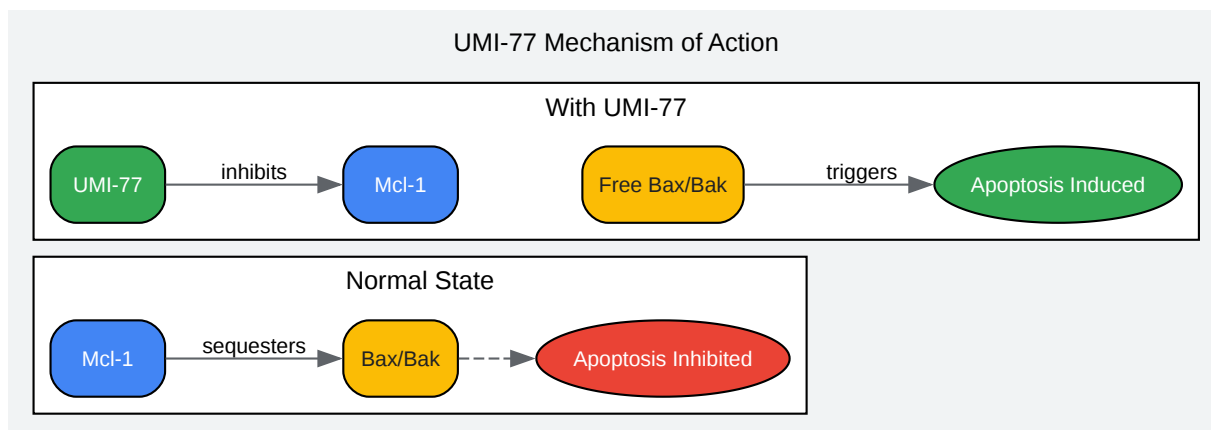 UMI-77 Mechanism of Action
With UMI-77
UMI-77
inhibits
Mcl-1
Free Bax/Bak
triggers
Apoptosis Induced
Normal State
Mcl-1
sequesters
Bax/Bak
Apoptosis Inhibited